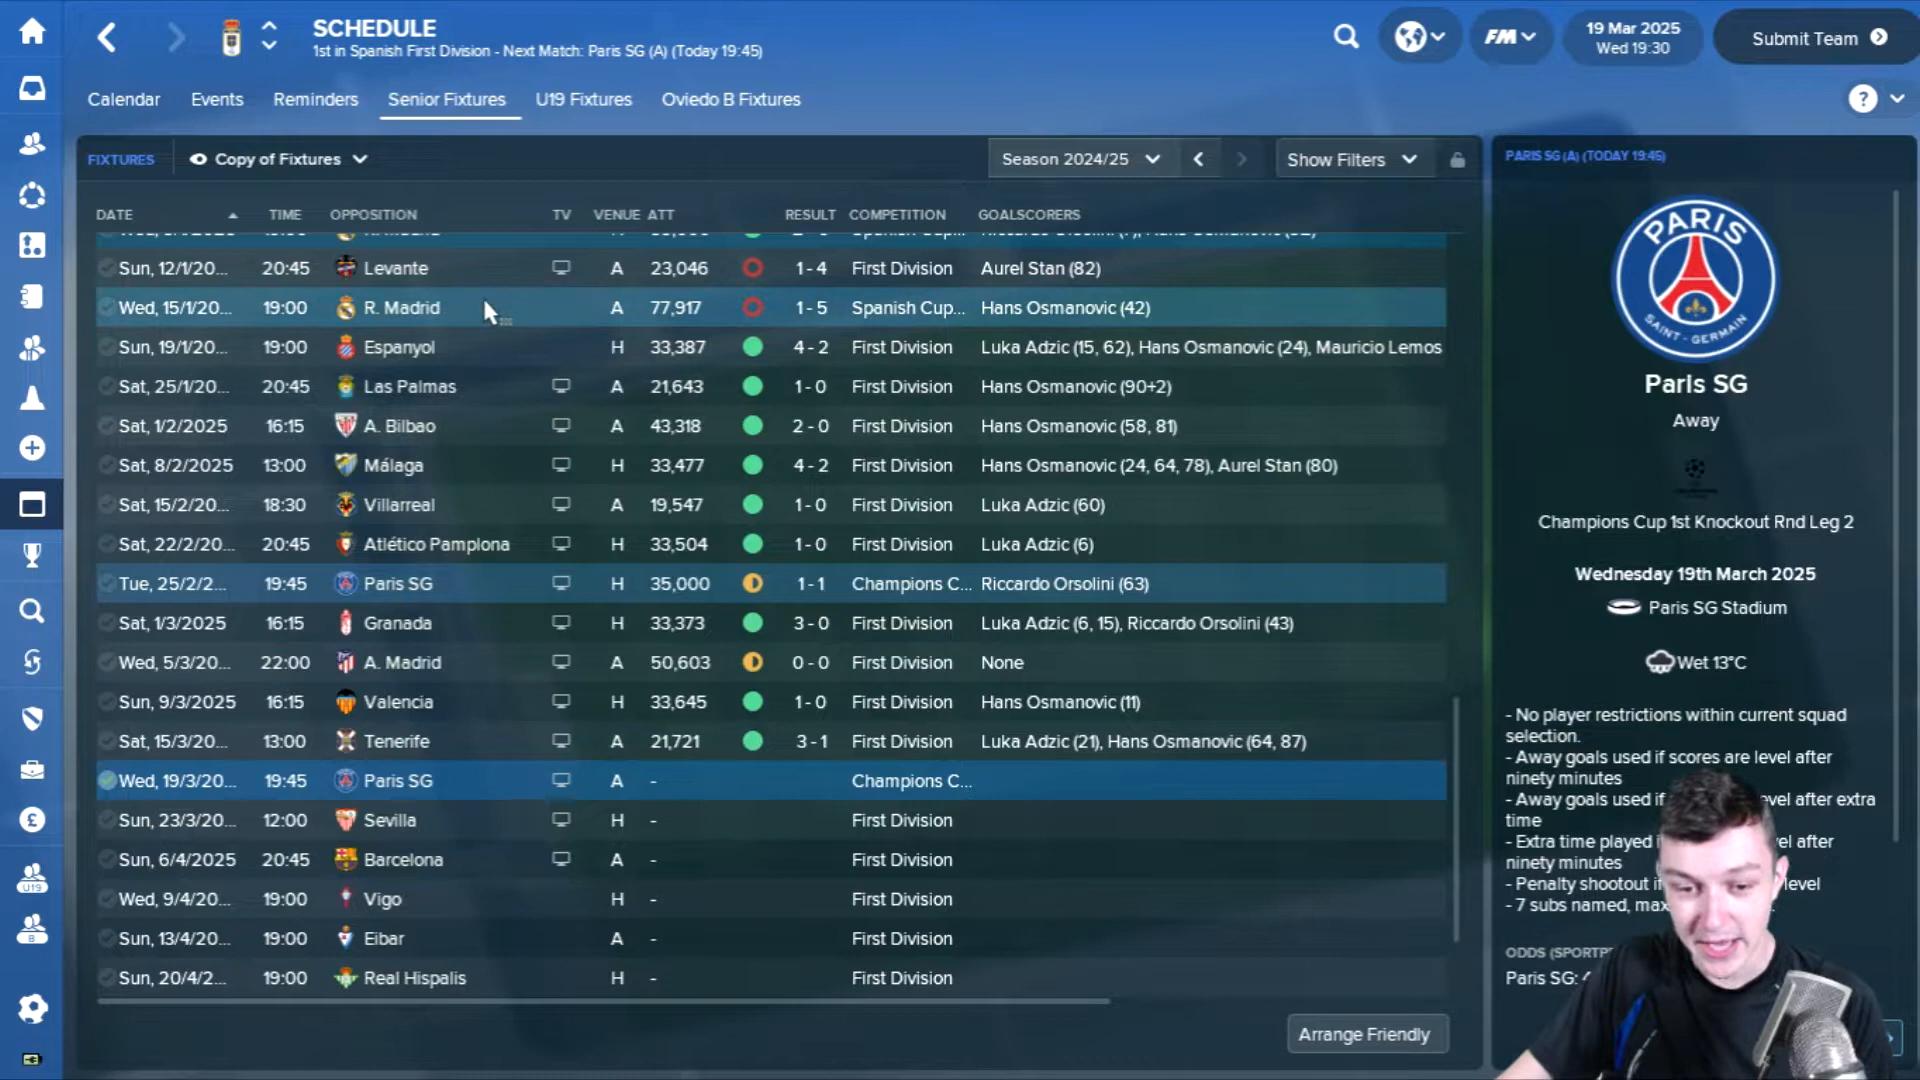 SCHEDULE
1st in Spanish First Division - Next Match: Paris SG (A) (Today 19:45)
FM
19 Mar 2025
Wed 19:30
Submit Team
Calendar Events Reminders Senior Fixtures U19 Fixtures Oviedo B Fixtures
?
FIXTURES Copy of Fixtures Season 2024/25 Show Filters
DATE TIME OPPOSITION TV VENUE ATT RESULT COMPETITION GOALSCORERS
Sun, 12/1/20... 20:45 Levante A 23,046 1 - 4 First Division Aurel Stan (82)
Wed, 15/1/20... 19:00 R. Madrid A 77,917 1 - 5 Spanish Cup... Hans Osmanovic (42)
Sun, 19/1/20... 19:00 Espanyol H 33,387 4 - 2 First Division Luka Adzic (15, 62), Hans Osmanovic (24), Mauricio Lemos
Sat, 25/1/20... 20:45 Las Palmas A 21,643 1 - 0 First Division Hans Osmanovic (90+2)
Sat, 1/2/2025 16:15 A. Bilbao A 43,318 2 - 0 First Division Hans Osmanovic (58, 81)
Sat, 8/2/2025 13:00 Málaga H 33,477 4 - 2 First Division Hans Osmanovic (24, 64, 78), Aurel Stan (80)
Sat, 15/2/20... 18:30 Villarreal A 19,547 1 - 0 First Division Luka Adzic (60)
Sat, 22/2/20... 20:45 Atlético Pamplona H 33,504 1 - 0 First Division Luka Adzic (6)
Tue, 25/2/2... 19:45 Paris SG H 35,000 1 - 1 Champions C... Riccardo Orsolini (63)
Sat, 1/3/2025 16:15 Granada H 33,373 3 - 0 First Division Luka Adzic (6, 15), Riccardo Orsolini (43)
Wed, 5/3/20... 22:00 A. Madrid A 50,603 0 - 0 First Division None
Sun, 9/3/2025 16:15 Valencia H 33,645 1 - 0 First Division Hans Osmanovic (11)
Sat, 15/3/20... 13:00 Tenerife A 21,721 3 - 1 First Division Luka Adzic (21), Hans Osmanovic (64, 87)
Wed, 19/3/20... 19:45 Paris SG A - Champions C...
Sun, 23/3/20... 12:00 Sevilla H - First Division
Sun, 6/4/2025 20:45 Barcelona A - First Division
Wed, 9/4/20... 19:00 Vigo H - First Division
Sun, 13/4/20... 19:00 Eibar A - First Division
Sun, 20/4/2... 19:00 Real Hispalis H - First Division
Arrange Friendly
PARIS SG (A) (TODAY 19:45)
PARIS
SAINT-GERMAIN
Paris SG
Away
Champions Cup 1st Knockout Rnd Leg 2
Wednesday 19th March 2025
Paris SG Stadium
Wet 13°C
- No player restrictions within current squad
selection.
- Away goals used if scores are level after
ninety minutes
- Away goals used if level after extra
time
- Extra time played level after
ninety minutes
- Penalty shootout level
- 7 subs named,
ODDS
Paris SG:
U19
B
£